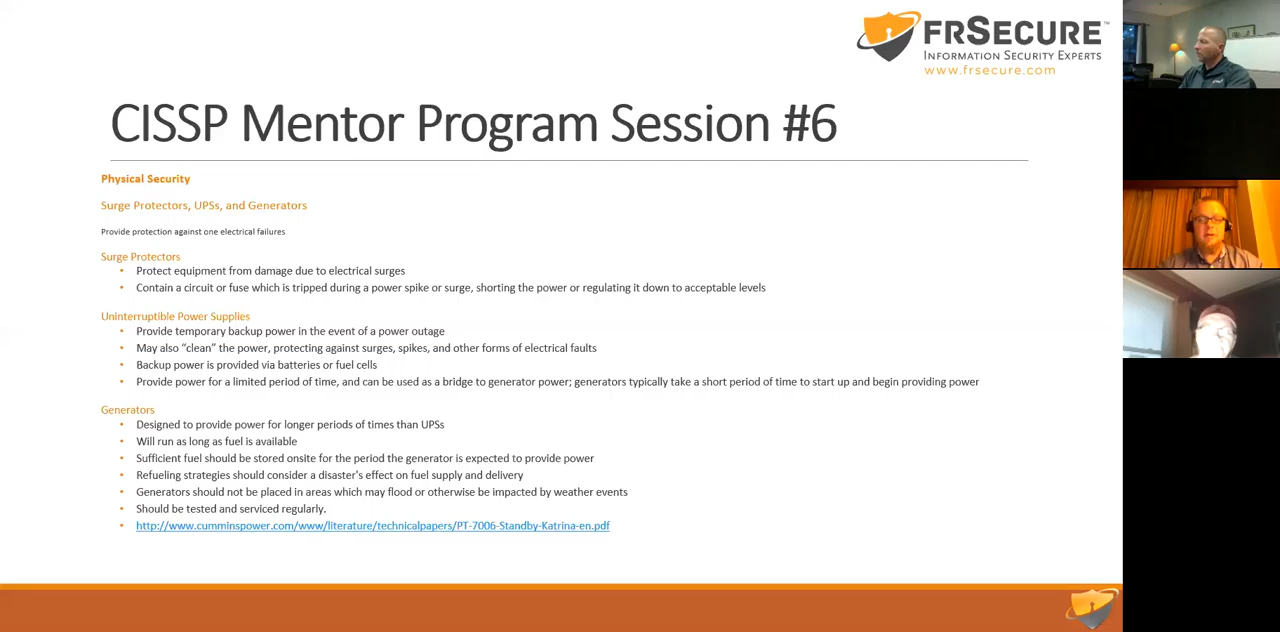 FRSECURE™
INFORMATION SECURITY EXPERTS
www.frsecure.com
CISSP Mentor Program Session #6
Physical Security
Surge Protectors, UPSs, and Generators
Provide protection against one electrical failures
Surge Protectors
• Protect equipment from damage due to electrical surges
• Contain a circuit or fuse which is tripped during a power spike or surge, shorting the power or regulating it down to acceptable levels
Uninterruptible Power Supplies
• Provide temporary backup power in the event of a power outage
• May also “clean” the power, protecting against surges, spikes, and other forms of electrical faults
• Backup power is provided via batteries or fuel cells
• Provide power for a limited period of time, and can be used as a bridge to generator power; generators typically take a short period of time to start up and begin providing power
Generators
• Designed to provide power for longer periods of times than UPSs
• Will run as long as fuel is available
• Sufficient fuel should be stored onsite for the period the generator is expected to provide power
• Refueling strategies should consider a disaster's effect on fuel supply and delivery
• Generators should not be placed in areas which may flood or otherwise be impacted by weather events
• Should be tested and serviced regularly.
• http://www.cumminspower.com/www/literature/technicalpapers/PT-7006-Standby-Katrina-en.pdf